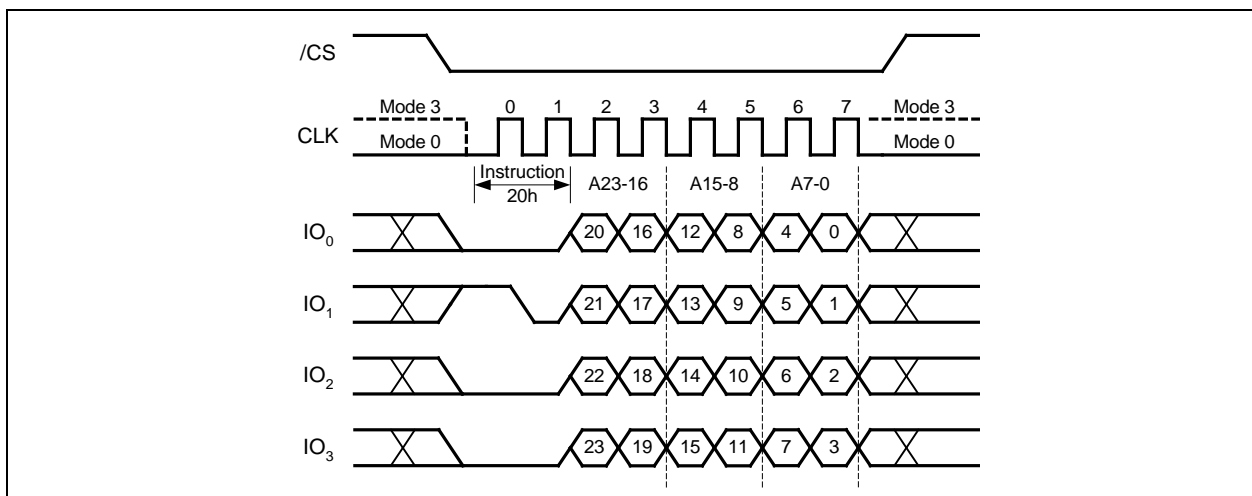 /CS
Mode 3 0 1 2 3 4 5 6 7 Mode 3
CLK
Mode 0 Mode 0
Instruction
20h
A23-16 A15-8 A7-0
IO0 20 16 12 8 4 0
IO1 21 17 13 9 5 1
IO2 22 18 14 10 6 2
IO3 23 19 15 11 7 3